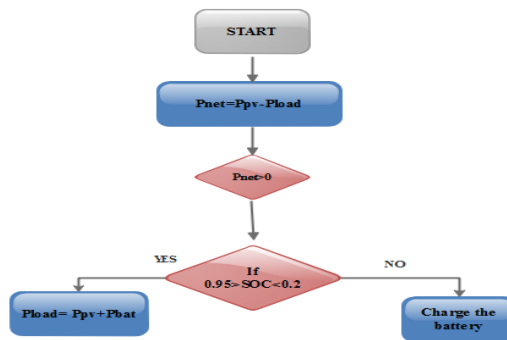 START
Pnet=Ppv-Pload
Pnet>0
YES
If
0.95>SOC<0.2
NO
Pload= Ppv+Pbat
Charge the
battery